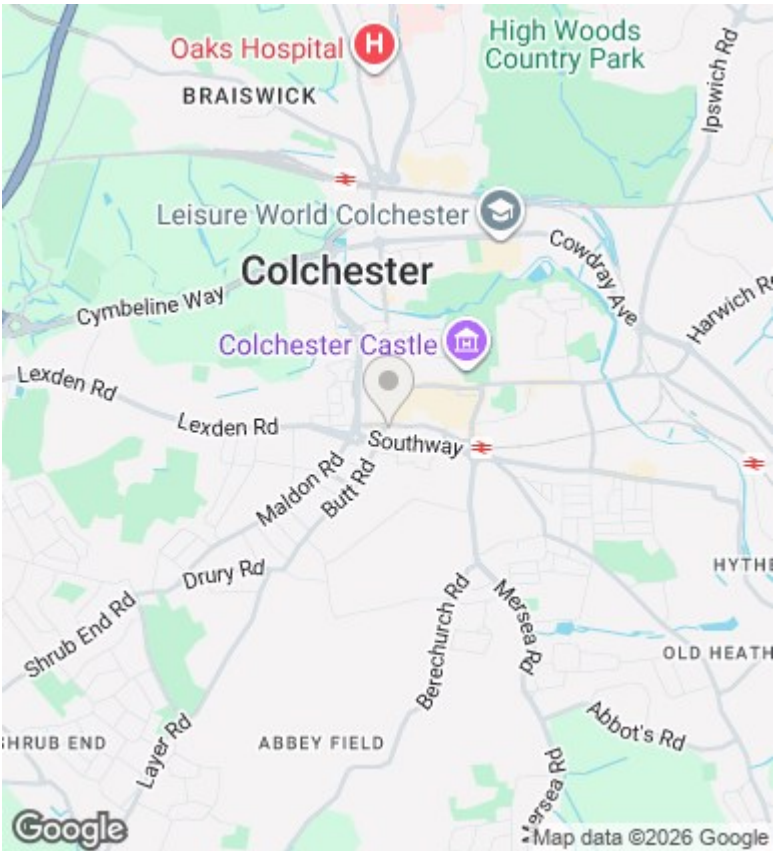 Oaks Hospital
H
High Woods
Country Park
BRAISWICK
Ipswich Rd
Leisure World Colchester
Cowdray Ave
Colchester
Cymbeline Way
Harwich Rd
Colchester Castle
Lexden Rd
Lexden Rd
Southway
Maldon Rd
Butt Rd
Drury Rd
HYTHE
Shrub End Rd
Berechurch Rd
Mersea Rd
OLD HEATH
Layer Rd
SHRUB END
ABBEY FIELD
Abbot's Rd
Mersea Rd
Google
Map data ©2026 Google